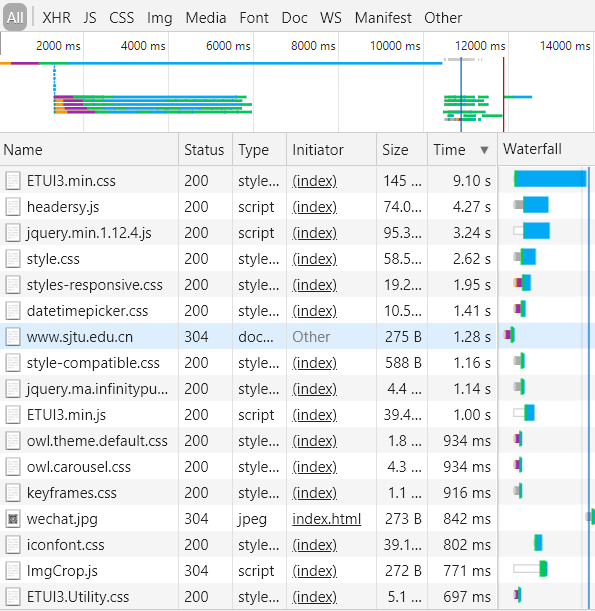 All XHR JS CSS Img Media Font Doc WS Manifest Other
2000 ms 4000 ms 6000 ms 8000 ms 10000 ms 12000 ms 14000 ms
Name Status Type Initiator Size Time ▼ Waterfall
ETUI3.min.css 200 style... (index) 145 ... 9.10 s
headersy.js 200 script (index) 74.0... 4.27 s
jquery.min.1.12.4.js 200 script (index) 95.3... 3.24 s
style.css 200 style... (index) 58.5... 2.62 s
styles-responsive.css 200 style... (index) 19.2... 1.95 s
datetimepicker.css 200 style... (index) 10.5... 1.41 s
www.sjtu.edu.cn 304 doc... Other 275 B 1.28 s
style-compatible.css 200 style... (index) 588 B 1.16 s
jquery.ma.infinitypu... 200 style... (index) 4.4 ... 1.14 s
ETUI3.min.js 200 script (index) 39.4... 1.00 s
owl.theme.default.css 200 style... (index) 1.8 ... 934 ms
owl.carousel.css 200 style... (index) 4.3 ... 934 ms
keyframes.css 200 style... (index) 1.1 ... 916 ms
wechat.jpg 304 jpeg index.html 273 B 842 ms
iconfont.css 200 style... (index) 39.1... 802 ms
ImgCrop.js 304 script (index) 272 B 771 ms
ETUI3.Utility.css 200 style... (index) 5.1 ... 697 ms